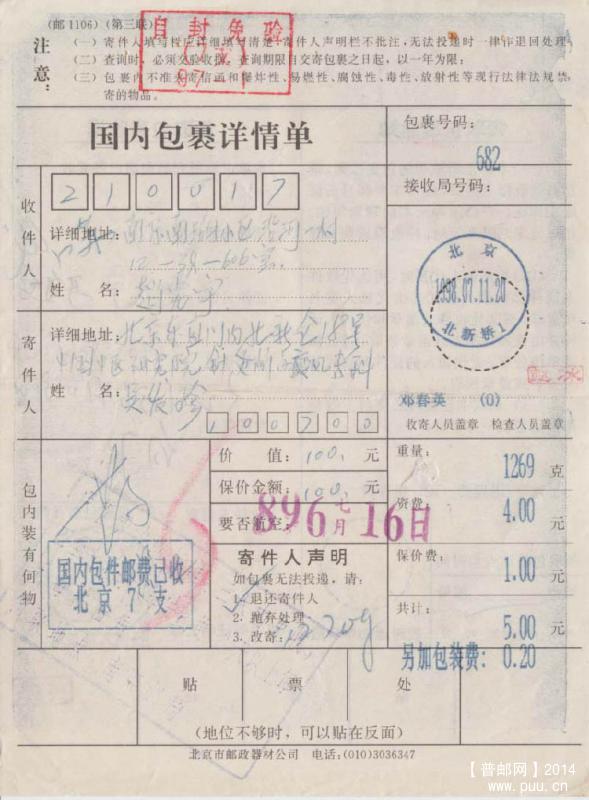 (邮1106)(第三联)
自封免验
注意:
(一)寄件人填写栏应详细填写清楚,寄件人声明栏不批注,无法投递时一律作退回处理
(二)查询时,必须交验收据,查询期限自交寄包裹之日起,以一年为限;
(三)包裹内不准夹寄信函和爆炸性、易燃性、腐蚀性、毒性、放射性等现行法律法规禁
寄的物品。
国内包裹详情单
包裹号码:
682
接收局号码:
收件人
210017
详细地址:
姓名:
北京
1998.07.11.20
北新桥1
寄件人
详细地址:
姓名:
100700
邓春英 (0)
收寄人员盖章 检查人员盖章
包内装有何物
价值:100.元
保价金额:100.元
要否航空:
896七月16日
重量:
1269克
资费:
4.00元
保价费:
1.00元
共计:
5.00元
另加包装费:0.20
国内包件邮费已收
北京7支
寄件人声明
如包裹无法投递,请:
1.退还寄件人
2.抛弃处理
3.改寄:
贴票处
(地位不够时,可以贴在反面)
北京市邮政器材公司 电话:(010)3036347
【普邮网】2014
www.puu.cn